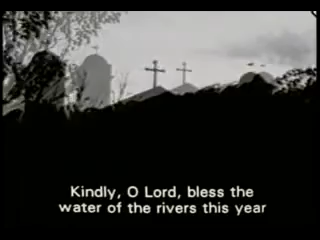 Kindly, O Lord, bless the
water of the rivers this year